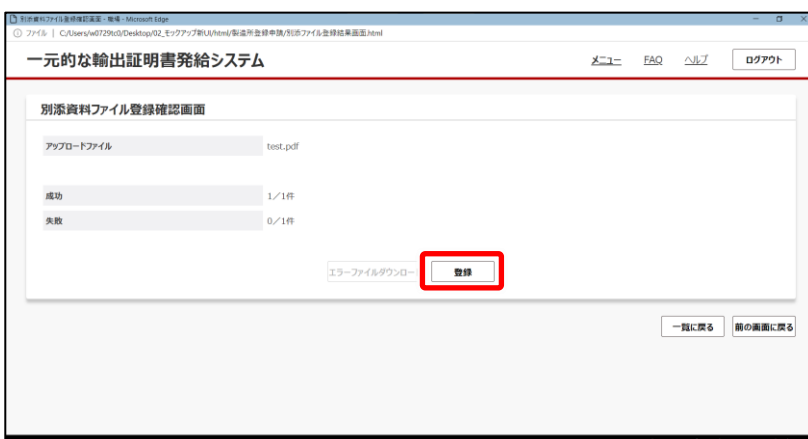 別添資料ファイル登録確認画面 - 職場 - Microsoft Edge
ファイル | C:/Users/w0729tc0/Desktop/02_モックアップ新UI/html/製造所登録申請/別添ファイル登録結果画面.html
一元的な輸出証明書発給システム
メニュー FAQ ヘルプ ログアウト
別添資料ファイル登録確認画面
アップロードファイル test.pdf
成功 1/1件
失敗 0/1件
エラーファイルダウンロー 登録
一覧に戻る 前の画面に戻る